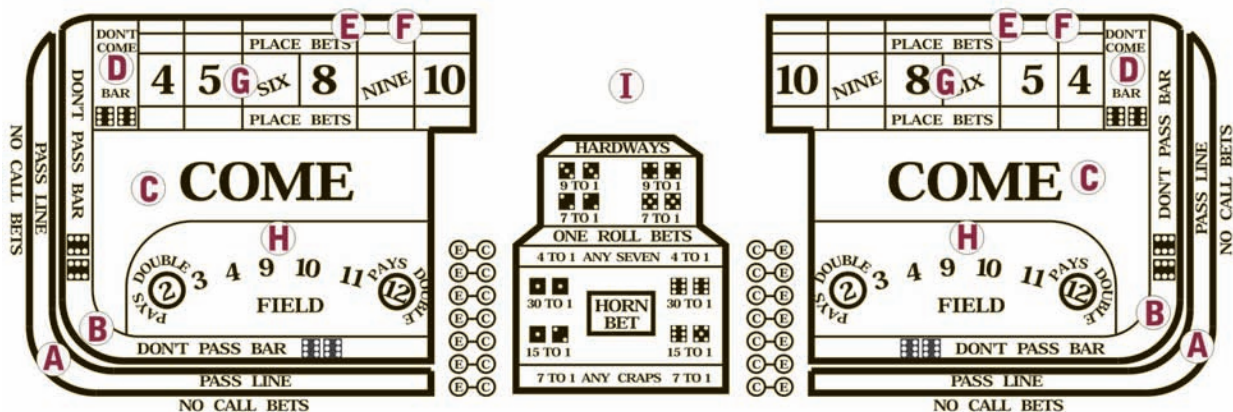 E F
DON'T
COME
PLACE BETS
D
BAR
4 5 G SIX 8 NINE 10
PLACE BETS
DON'T PASS BAR
PASS LINE
NO CALL BETS
C COME
H
PAYS DOUBLE 2 3 4 9 10 11 12 PAYS DOUBLE
FIELD
B
A
DON'T PASS BAR
PASS LINE
NO CALL BETS
E C
E C
E C
E C
E C
E C
E C
I
HARDWAYS
9 TO 1 9 TO 1
7 TO 1 7 TO 1
ONE ROLL BETS
4 TO 1 ANY SEVEN 4 TO 1
30 TO 1 30 TO 1
HORN
BET
15 TO 1 15 TO 1
7 TO 1 ANY CRAPS 7 TO 1
C E
C E
C E
C E
C E
C E
C E
E F
PLACE BETS
DON'T
COME
D
BAR
10 NINE 8 G SIX 5 4
PLACE BETS
DON'T PASS BAR
PASS LINE
NO CALL BETS
COME C
H
PAYS DOUBLE 2 3 4 9 10 11 12 PAYS DOUBLE
FIELD
B
A
DON'T PASS BAR
PASS LINE
NO CALL BETS